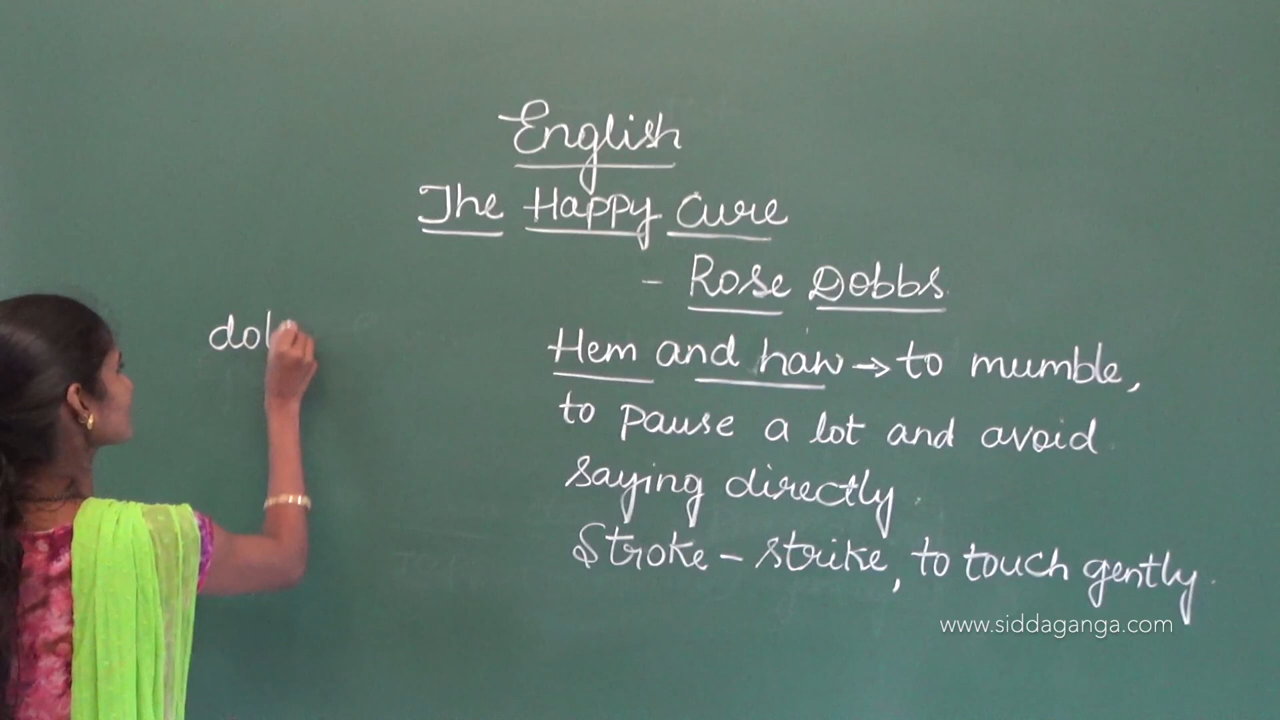 English
The Happy Cure
- Rose Dobbs
Hem and haw → to mumble,
to pause a lot and avoid
saying directly.
Stroke - strike, to touch gently.
www.siddaganga.com